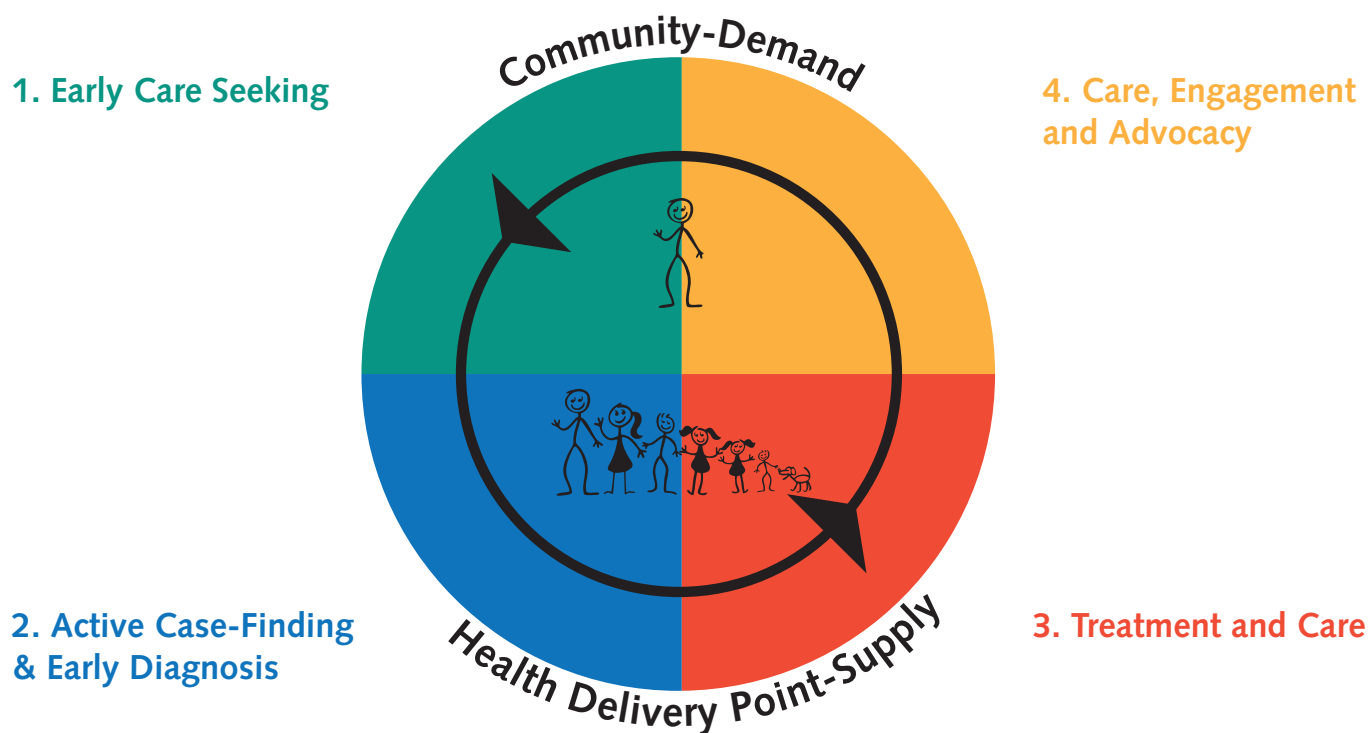 Community-Demand
1. Early Care Seeking
4. Care, Engagement
and Advocacy
2. Active Case-Finding
& Early Diagnosis
3. Treatment and Care
Health Delivery Point-Supply